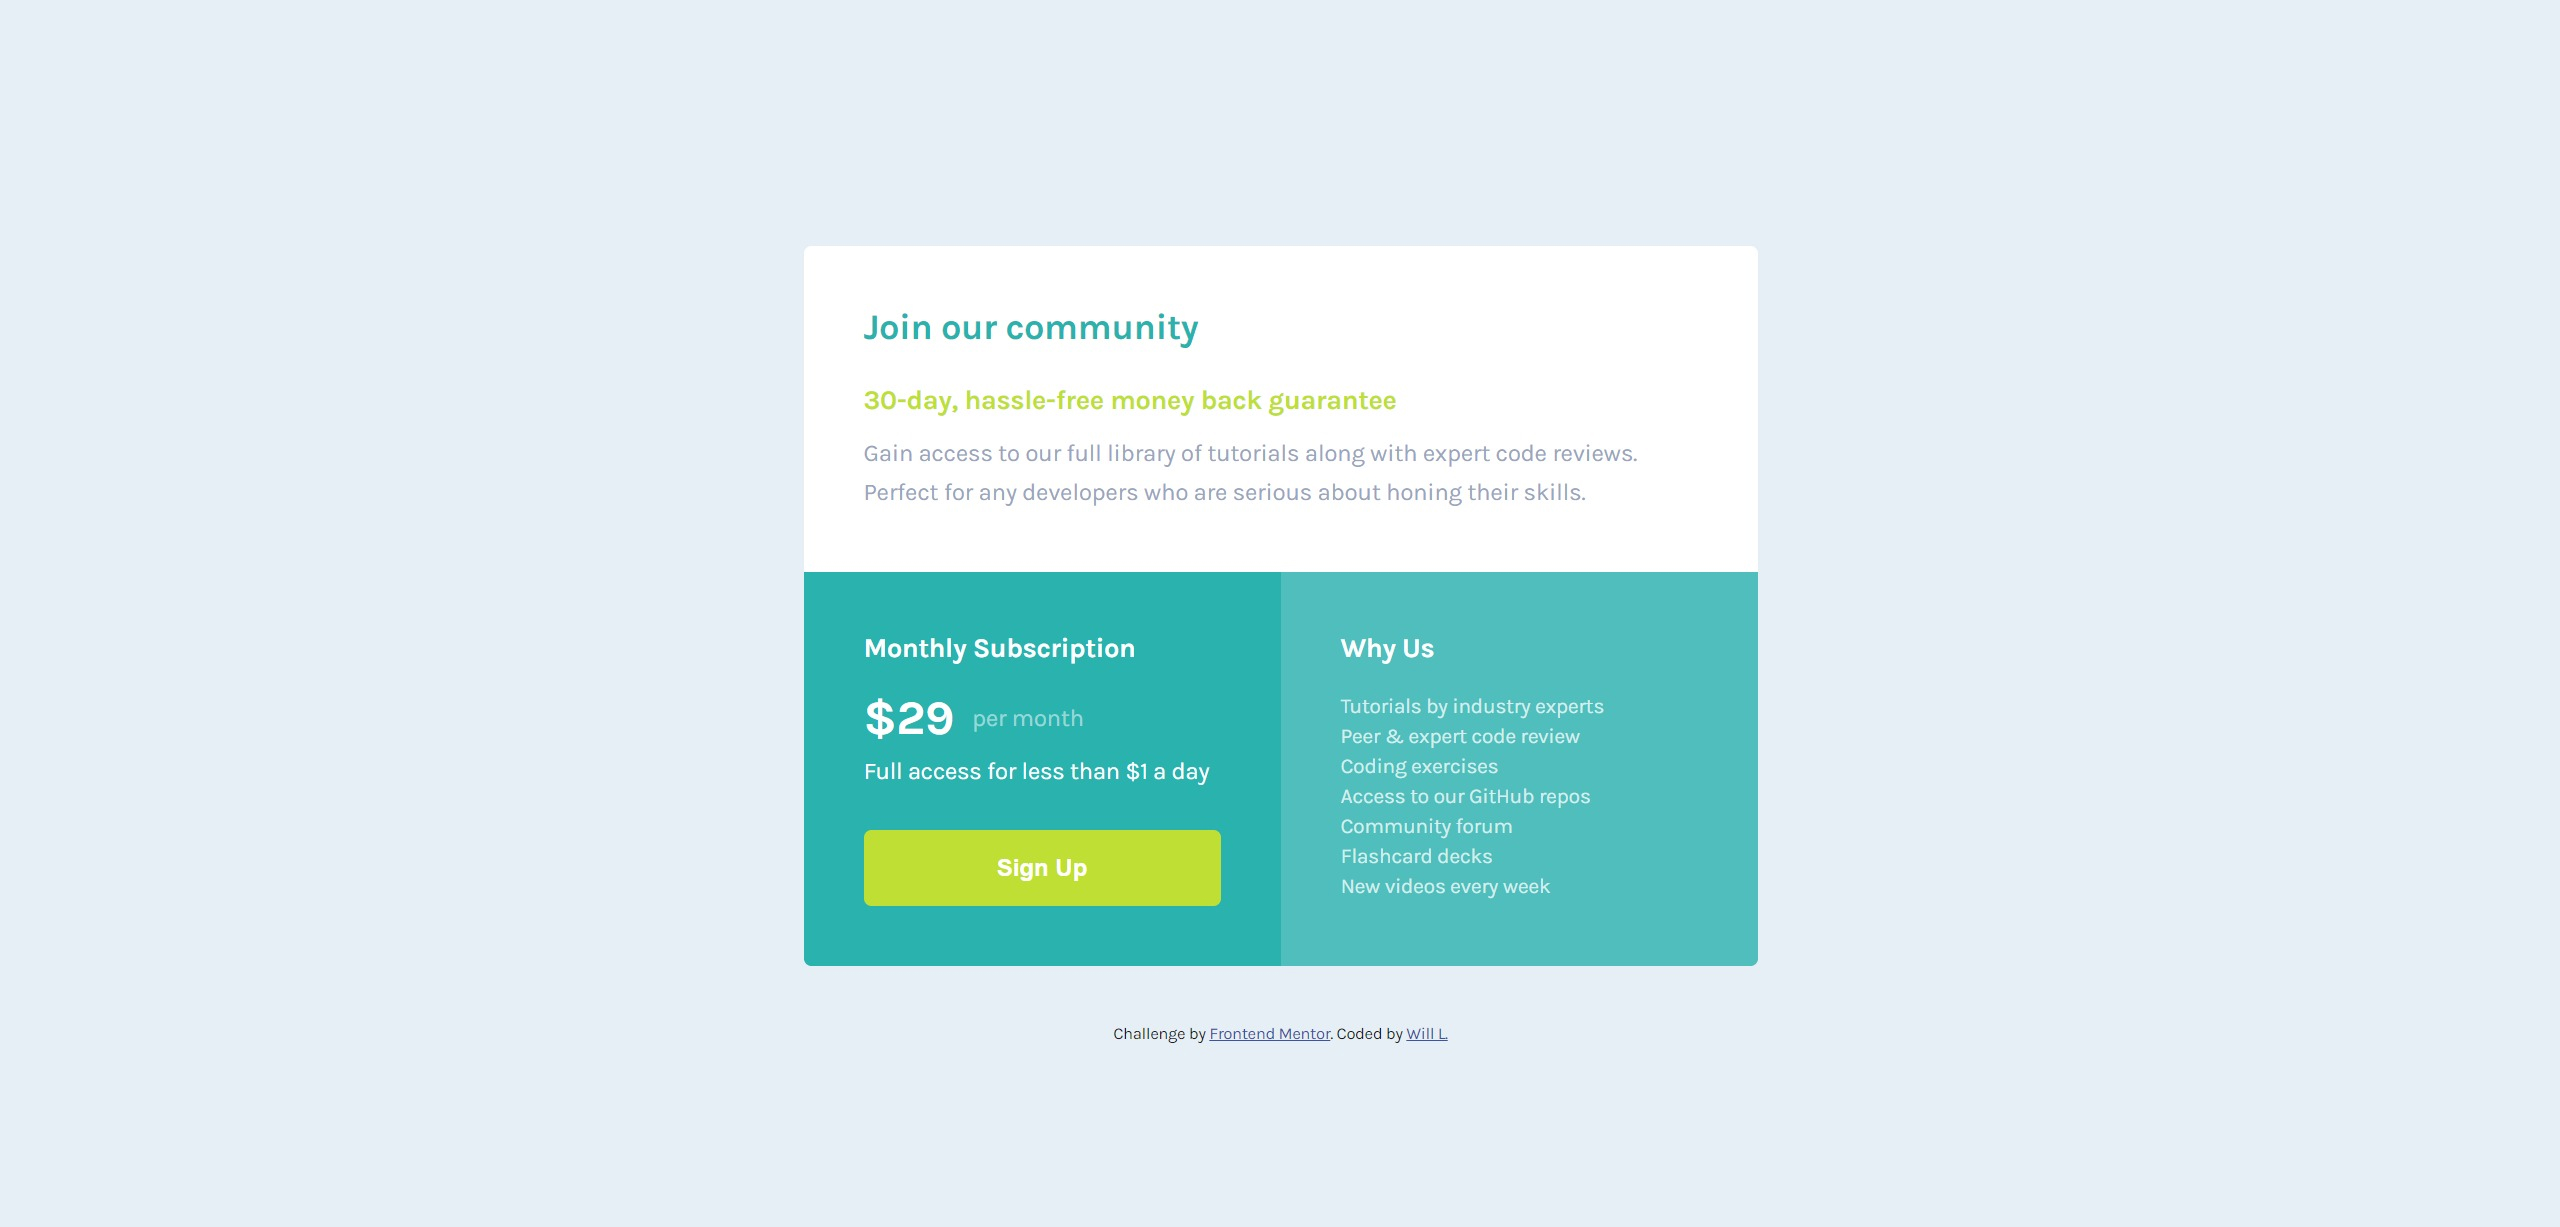 Join our community
30-day, hassle-free money back guarantee
Gain access to our full library of tutorials along with expert code reviews.
Perfect for any developers who are serious about honing their skills.
Monthly Subscription
$29 per month
Full access for less than $1 a day
Sign Up
Why Us
Tutorials by industry experts
Peer & expert code review
Coding exercises
Access to our GitHub repos
Community forum
Flashcard decks
New videos every week
Challenge by Frontend Mentor. Coded by Will L.